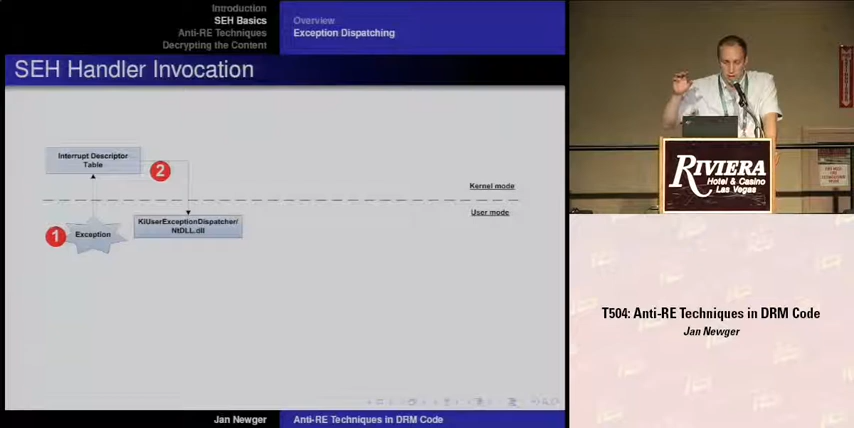 Introduction
SEH Basics
Anti-RE Techniques
Decrypting the Content
Overview
Exception Dispatching
SEH Handler Invocation
Interrupt Descriptor
Table
2
Kernel mode
User mode
KiUserExceptionDispatcher/
NtDLL.dll
1
Exception
Jan Newger
Anti-RE Techniques in DRM Code
RIVIERA
Hotel & Casino
Las Vegas
T504: Anti-RE Techniques in DRM Code
Jan Newger